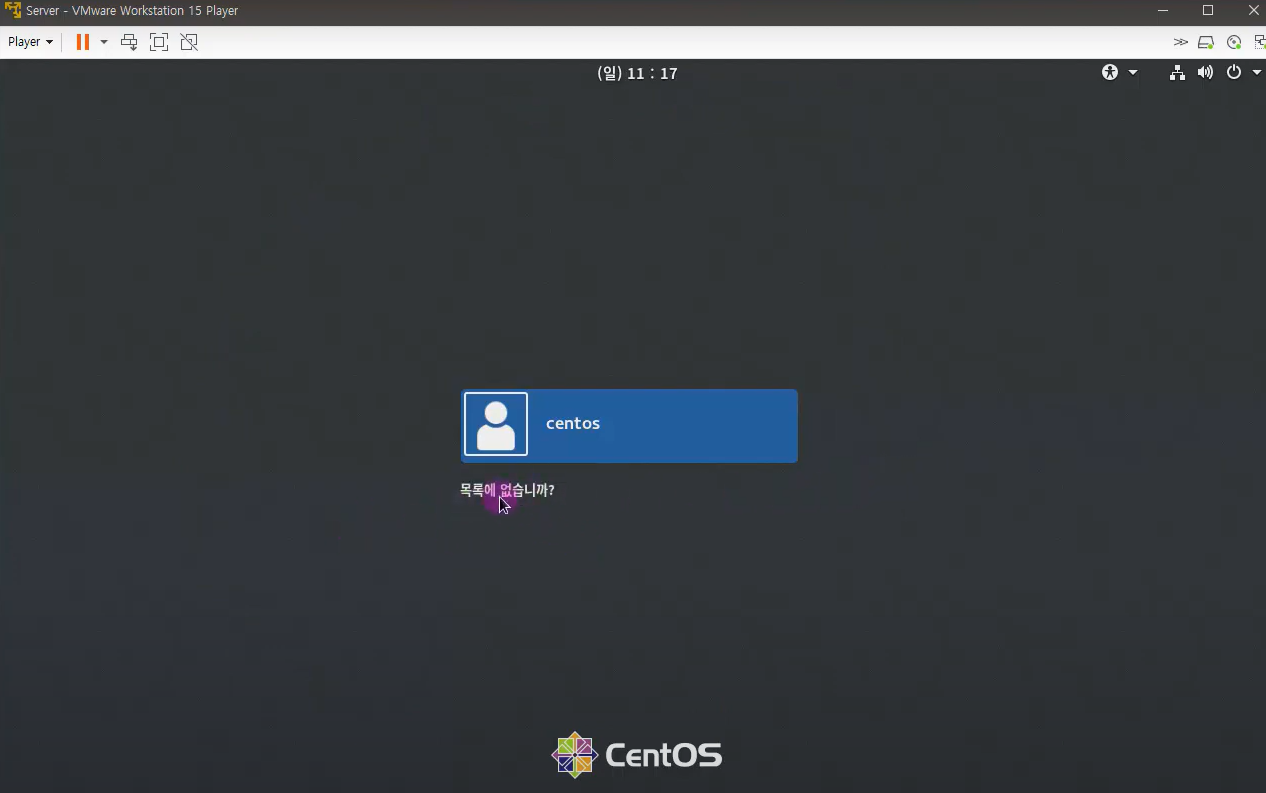 Server - VMware Workstation 15 Player
Player
(일) 11 : 17
centos
목록에 없습니까?
CentOS